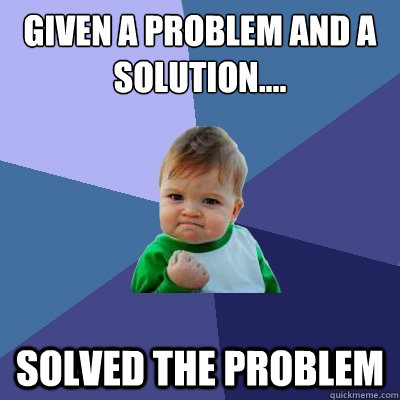 GIVEN A PROBLEM AND A
SOLUTION....
SOLVED THE PROBLEM
quickmeme.com